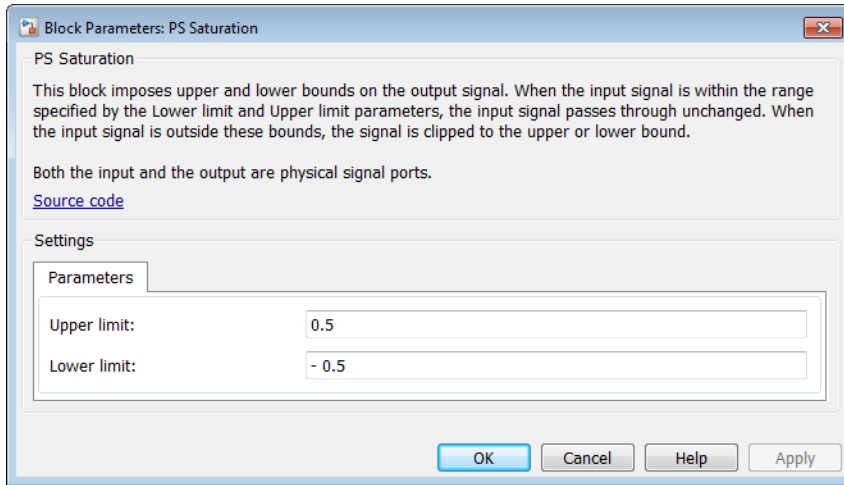 Block Parameters: PS Saturation
PS Saturation
This block imposes upper and lower bounds on the output signal. When the input signal is within the range
specified by the Lower limit and Upper limit parameters, the input signal passes through unchanged. When
the input signal is outside these bounds, the signal is clipped to the upper or lower bound.
Both the input and the output are physical signal ports.
Source code
Settings
Parameters
Upper limit: 0.5
Lower limit: - 0.5
OK Cancel Help Apply